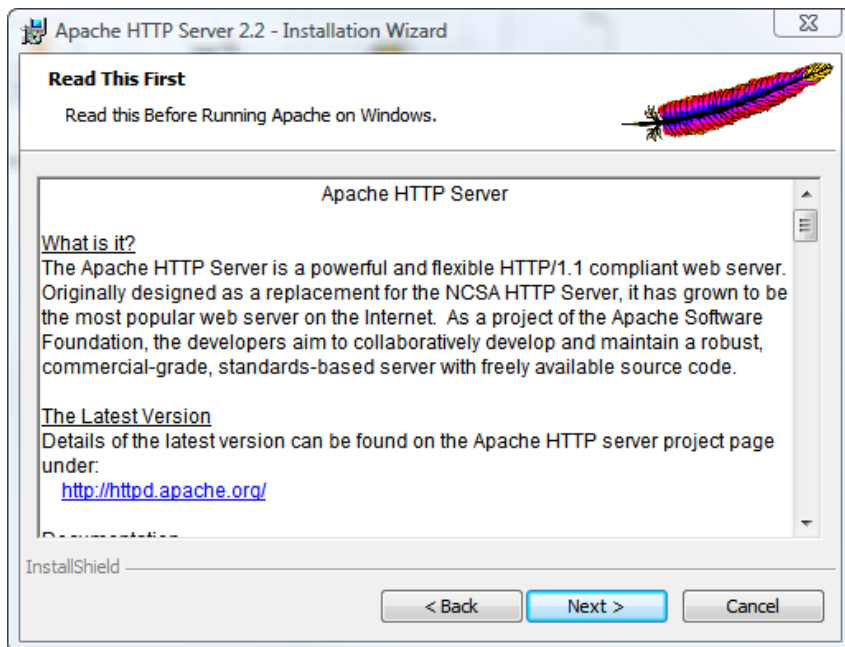 Apache HTTP Server 2.2 - Installation Wizard
Read This First
Read this Before Running Apache on Windows.
Apache HTTP Server
What is it?
The Apache HTTP Server is a powerful and flexible HTTP/1.1 compliant web server.
Originally designed as a replacement for the NCSA HTTP Server, it has grown to be
the most popular web server on the Internet.  As a project of the Apache Software
Foundation, the developers aim to collaboratively develop and maintain a robust,
commercial-grade, standards-based server with freely available source code.
The Latest Version
Details of the latest version can be found on the Apache HTTP server project page
under:
http://httpd.apache.org/
InstallShield
< Back
Next >
Cancel